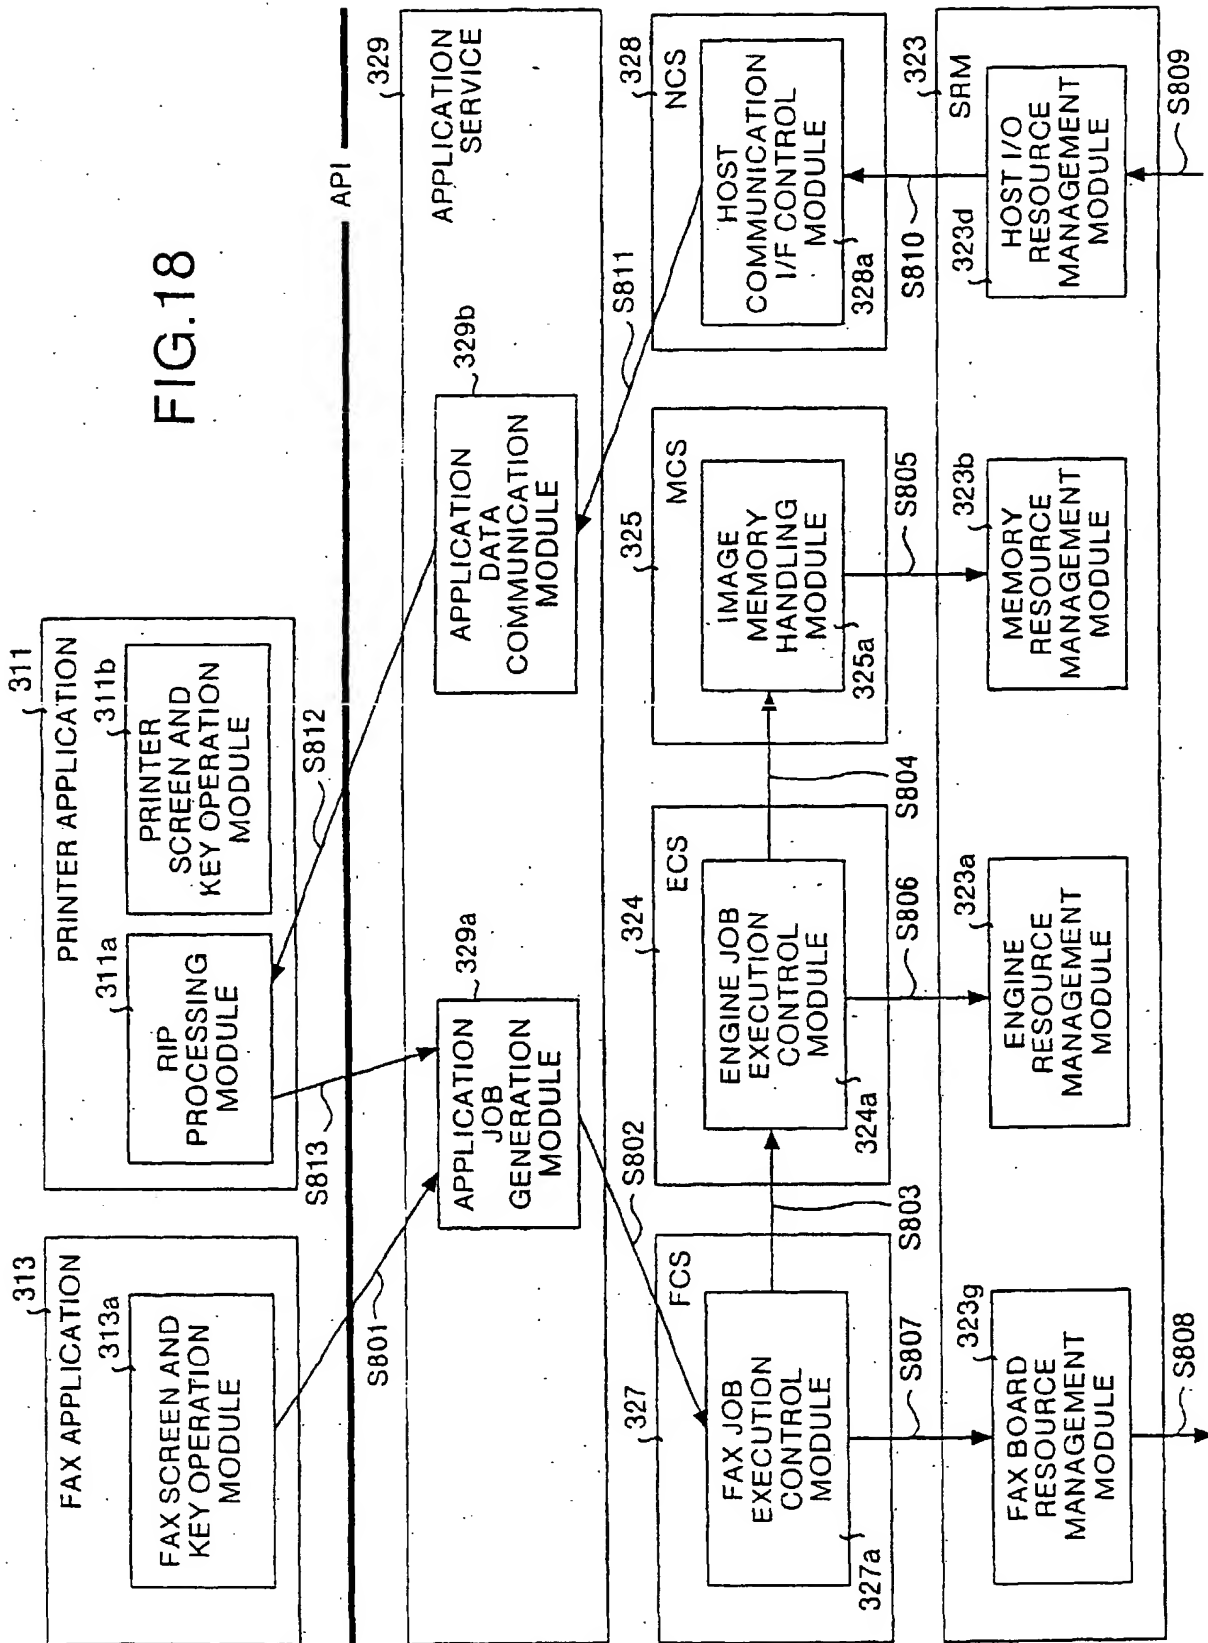 FIG.18
313
FAX APPLICATION
313a
FAX SCREEN AND
KEY OPERATION
MODULE
311
PRINTER APPLICATION
311a
RIP
PROCESSING
MODULE
311b
PRINTER
SCREEN AND
KEY OPERATION
MODULE
S801
S813
S812
API
329
APPLICATION
SERVICE
329a
APPLICATION
JOB
GENERATION
MODULE
329b
APPLICATION
DATA
COMMUNICATION
MODULE
S802
S811
327
FCS
FAX JOB
EXECUTION
CONTROL
MODULE
327a
S803
324
ECS
ENGINE JOB
EXECUTION
CONTROL
MODULE
324a
S804
325
MCS
IMAGE
MEMORY
HANDLING
MODULE
325a
328
NCS
HOST
COMMUNICATION
I/F CONTROL
MODULE
328a
S807
S806
S805
S810
323
SRM
323g
FAX BOARD
RESOURCE
MANAGEMENT
MODULE
323a
ENGINE
RESOURCE
MANAGEMENT
MODULE
323b
MEMORY
RESOURCE
MANAGEMENT
MODULE
323d
HOST I/O
RESOURCE
MANAGEMENT
MODULE
S808
S809